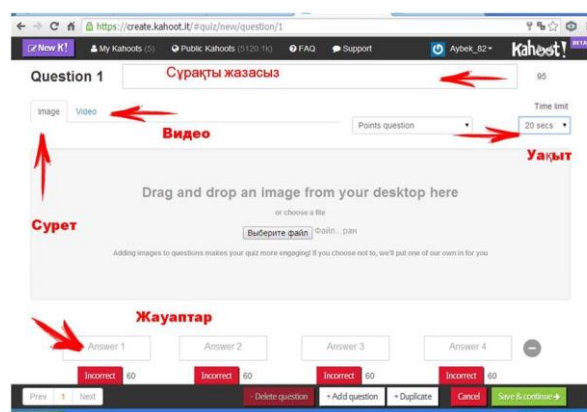 https://create.kahoot.it/#quiz/new/question/1
New K! My Kahoots (5) Public Kahoots (5120.1k) FAQ Support Aybek_82 Kahoot! BETA
Question 1 Сұрақты жазасыз 95
Image Video Time limit
Видео Points question 20 secs
Уақыт
Drag and drop an image from your desktop here
or choose a file
Сурет
Выберите файл Файл...ран
Adding images to questions makes your quiz more engaging! If you choose not to, we'll put one of our own in for you
Жауаптар
Answer 1 Answer 2 Answer 3 Answer 4
Incorrect 60 Incorrect 60 Incorrect 60 Incorrect 60
Prev 1 Next - Delete question + Add question + Duplicate Cancel Save & continue